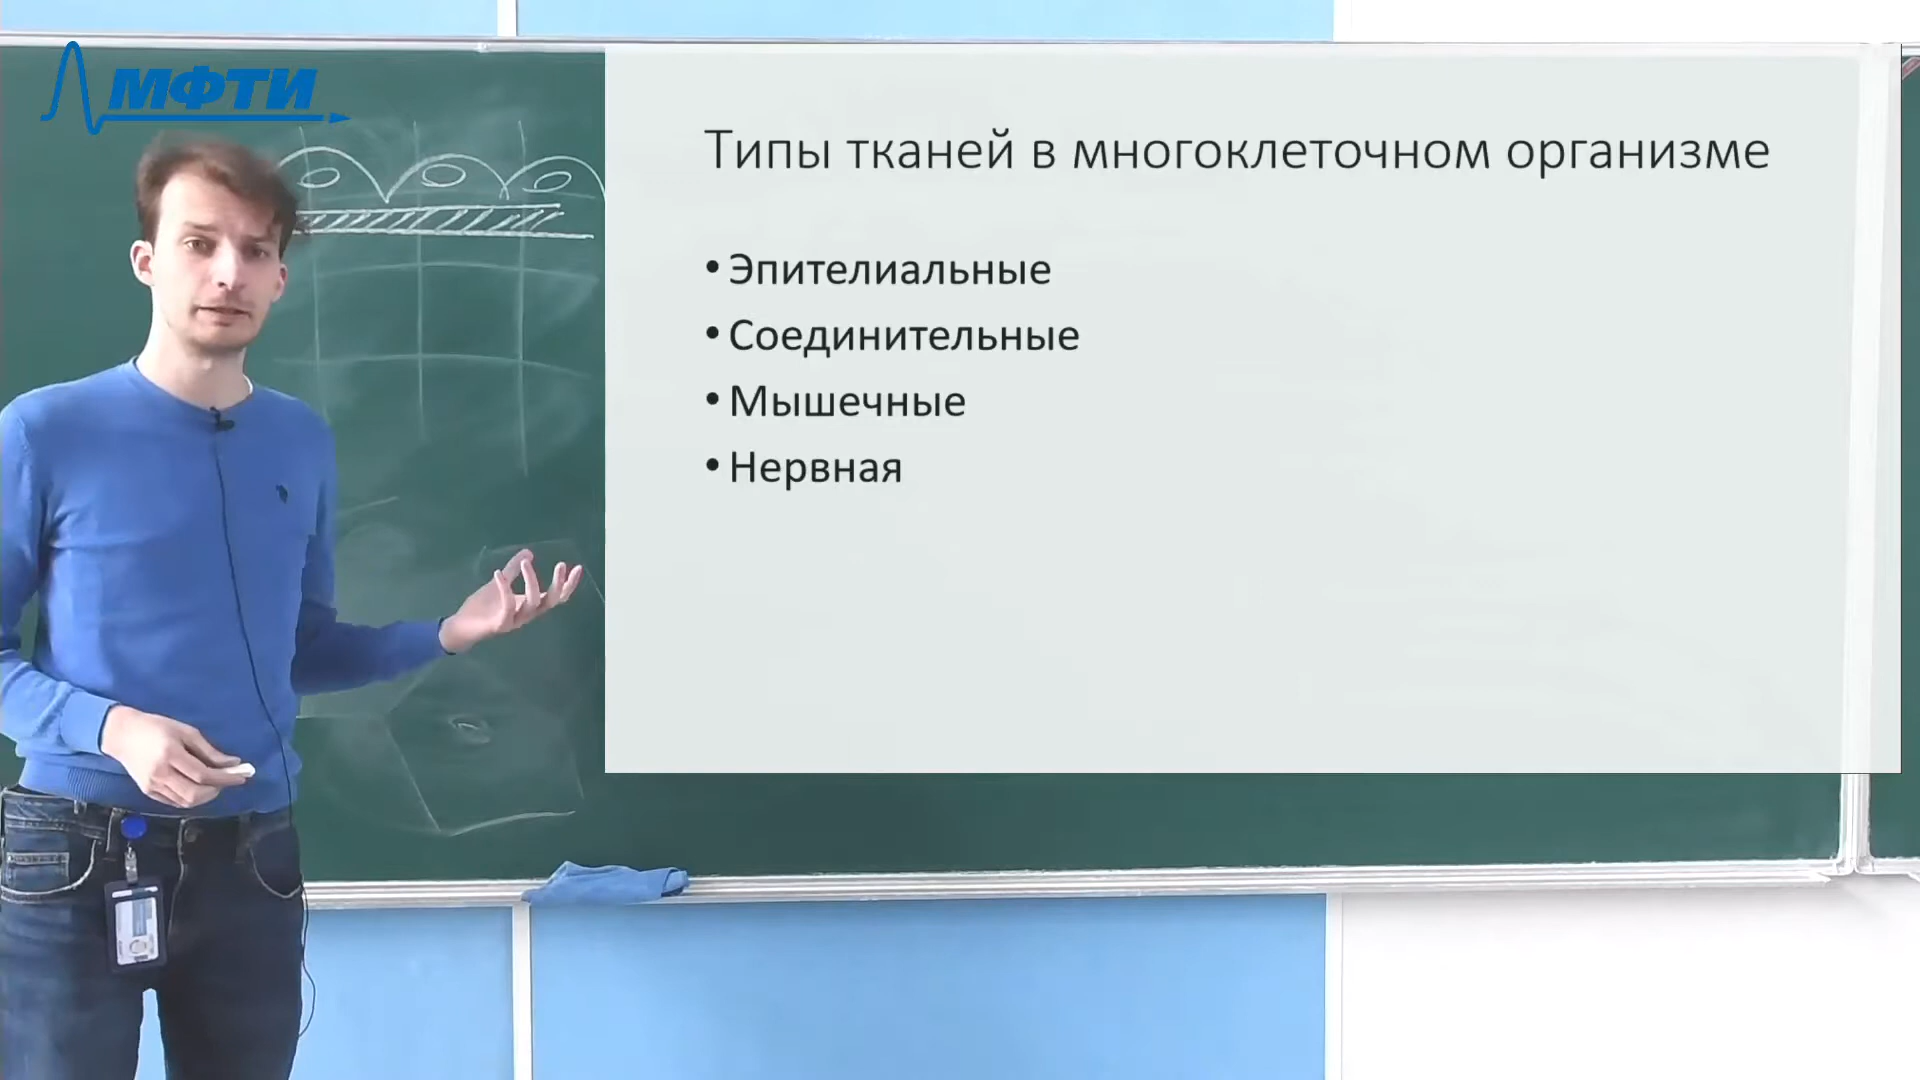 МФТИ
Типы тканей в многоклеточном организме
• Эпителиальные
• Соединительные
• Мышечные
• Нервная